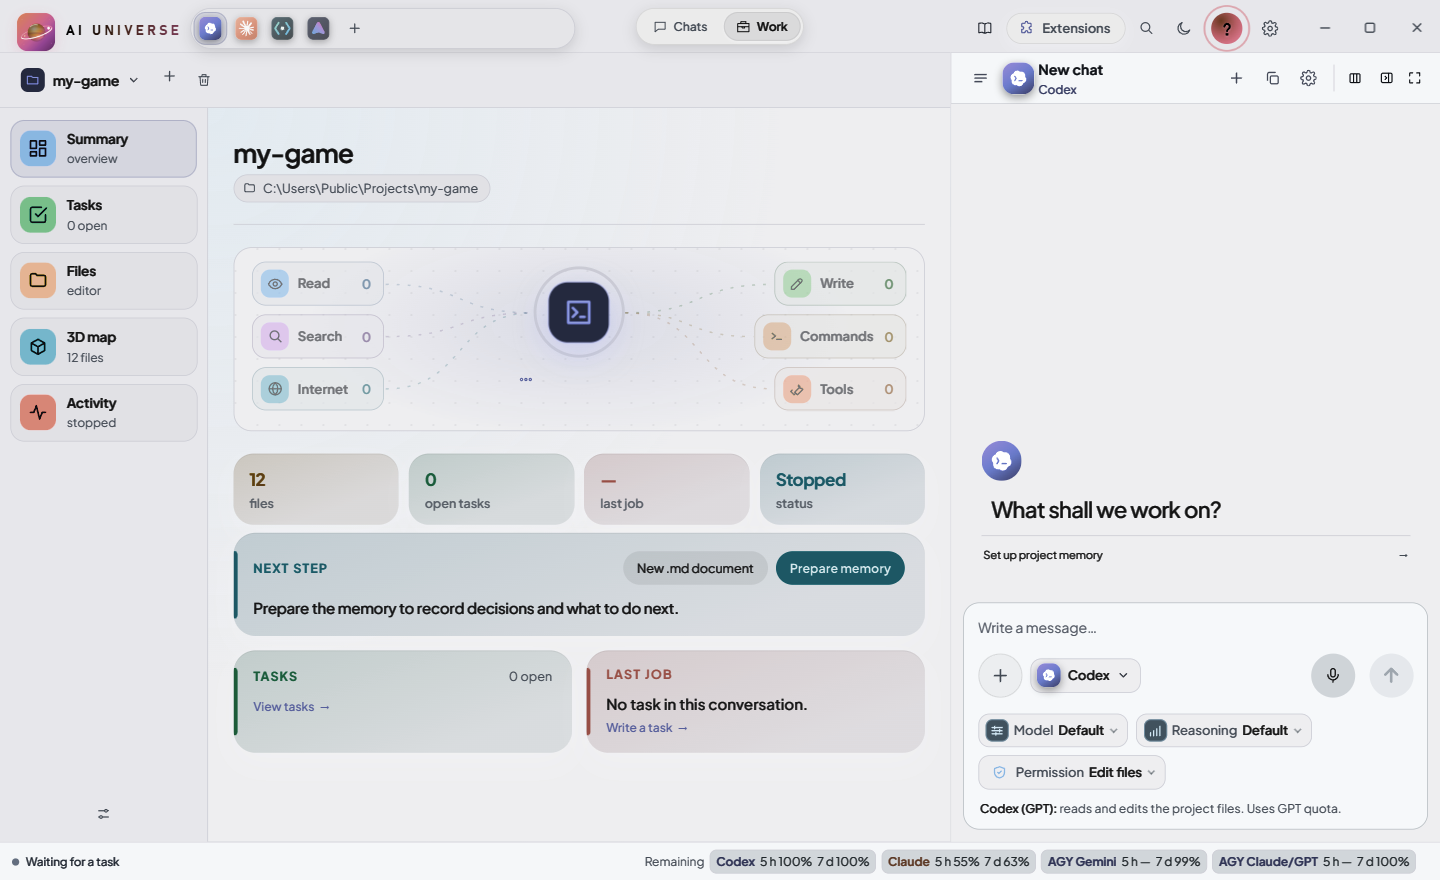 AI UNIVERSE
Chats
Work
Extensions
?
my-game
New chat
Codex
Summary
overview
Tasks
0 open
Files
editor
3D map
12 files
Activity
stopped
my-game
C:\Users\Public\Projects\my-game
Read 0
Search 0
Internet 0
Write 0
Commands 0
Tools 0
12
files
0
open tasks
—
last job
Stopped
status
NEXT STEP
New .md document
Prepare memory
Prepare the memory to record decisions and what to do next.
TASKS
0 open
View tasks →
LAST JOB
No task in this conversation.
Write a task →
What shall we work on?
Set up project memory →
Write a message...
Codex
Model Default
Reasoning Default
Permission Edit files
Codex (GPT): reads and edits the project files. Uses GPT quota.
Waiting for a task
Remaining Codex 5 h 100% 7 d 100% Claude 5 h 55% 7 d 63% AGY Gemini 5 h — 7 d 99% AGY Claude/GPT 5 h — 7 d 100%